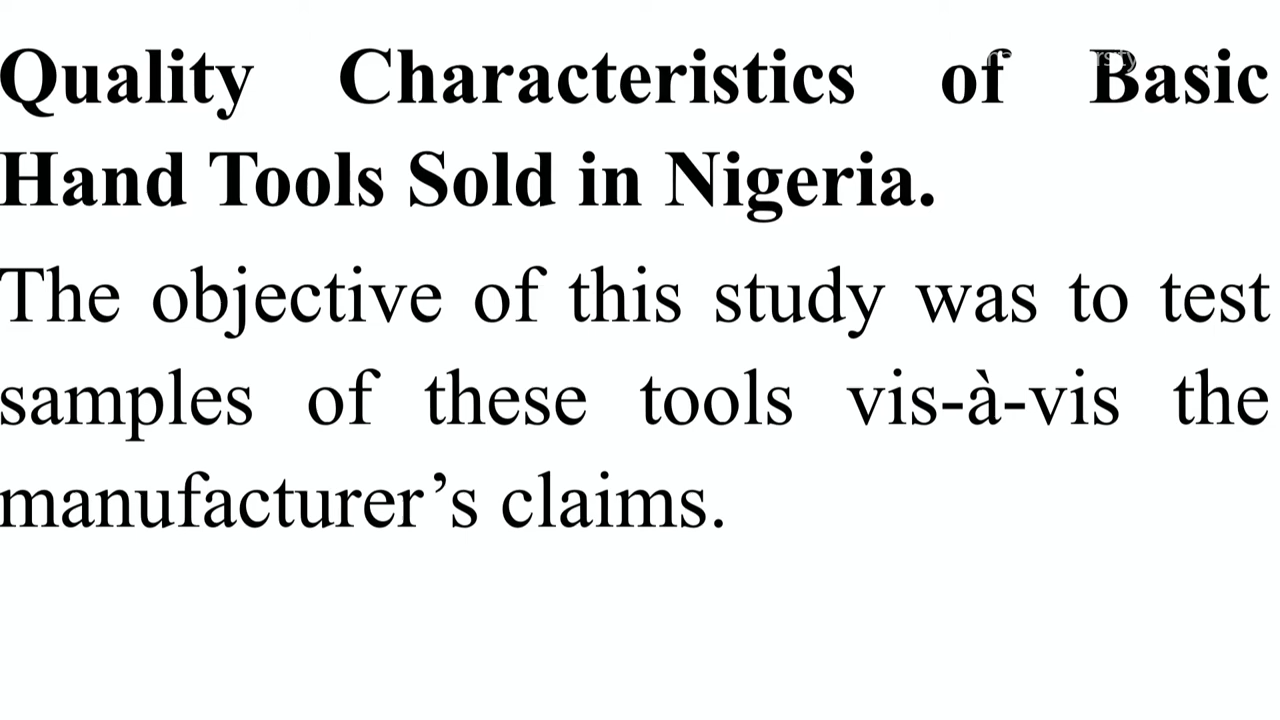 Quality Characteristics of Basic
Hand Tools Sold in Nigeria.
The objective of this study was to test
samples of these tools vis-à-vis the
manufacturer’s claims.